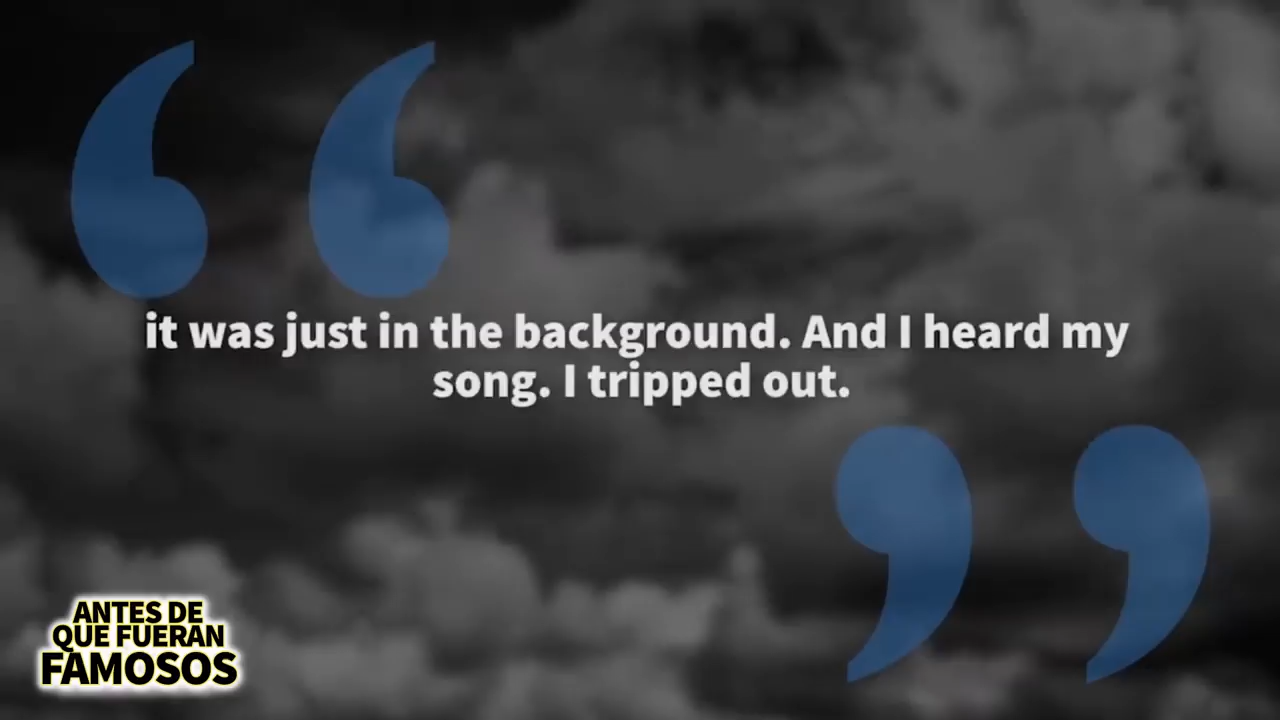 it was just in the background. And I heard my
song. I tripped out.
ANTES DE
QUE FUERAN
FAMOSOS